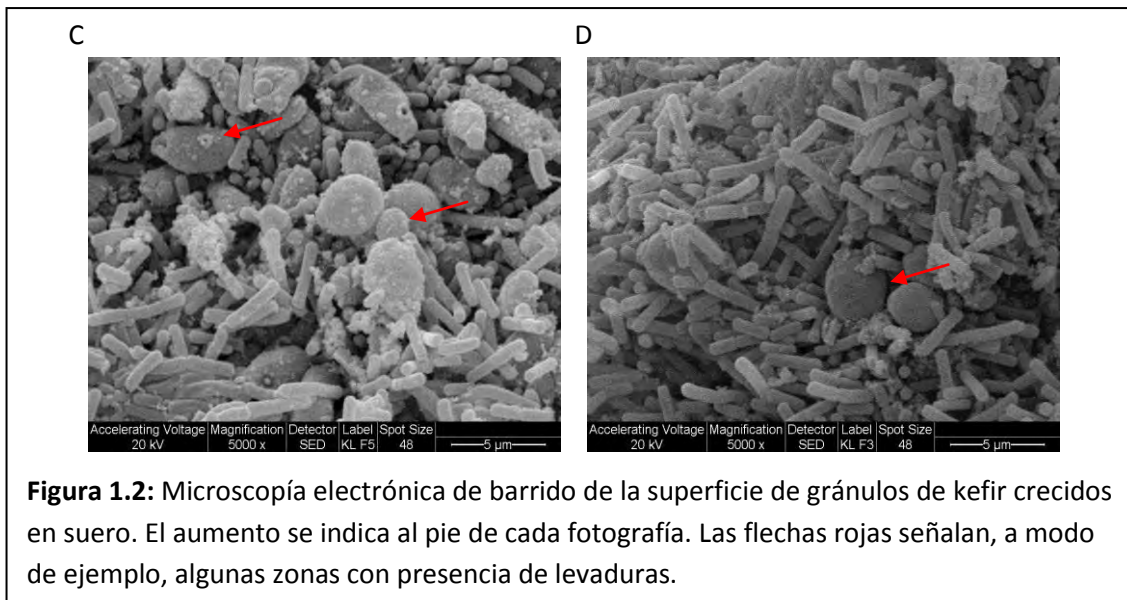 C D
Accelerating Voltage Magnification Detector Label Spot Size
20 kV 5000 x SED KL F5 48 5 µm
Accelerating Voltage Magnification Detector Label Spot Size
20 kV 5000 x SED KL F3 48 5 µm
Figura 1.2: Microscopía electrónica de barrido de la superficie de gránulos de kefir crecidos
en suero. El aumento se indica al pie de cada fotografía. Las flechas rojas señalan, a modo
de ejemplo, algunas zonas con presencia de levaduras.